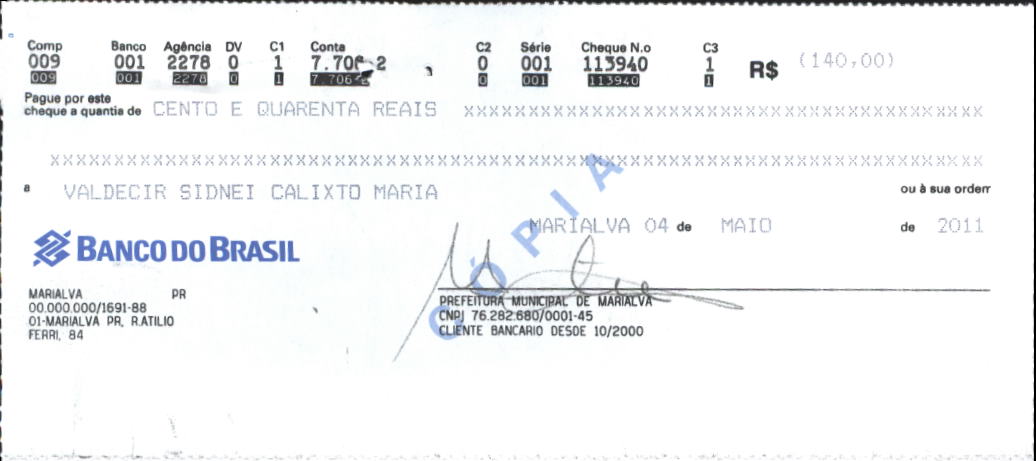 Comp Banco Agência DV C1 Conta C2 Série Cheque N.o C3
009 001 2278 0 1 0 001 113940 1 R$ (140,00)
009 001 2278 0 1 0 001 113940 1
Pague por este
cheque a quantia de CENTO E QUARENTA REAIS XXXXXXXXXXXXXXXXXXXXXXXXXXXXXXXXXXXXXXXXXXXXXXXXXX
XXXXXXXXXXXXXXXXXXXXXXXXXXXXXXXXXXXXXXXXXXXXXXXXXXXXXXXXXXXXXXXXXXXXXXXXXXXXXXXXXXXXXXXXXX
a VALDECIR SIDNEI CALIXTO MARIA ou à sua ordem
MARIALVA 04 de MAIO de 2011
CÓPIA
BANCO DO BRASIL
MARIALVA PR
00.000.000/1691-88
01-MARIALVA PR, R.ATILIO
FERRI, 84
PREFEITURA MUNICIPAL DE MARIALVA
CNPJ 76.282.680/0001-45
CLIENTE BANCARIO DESDE 10/2000